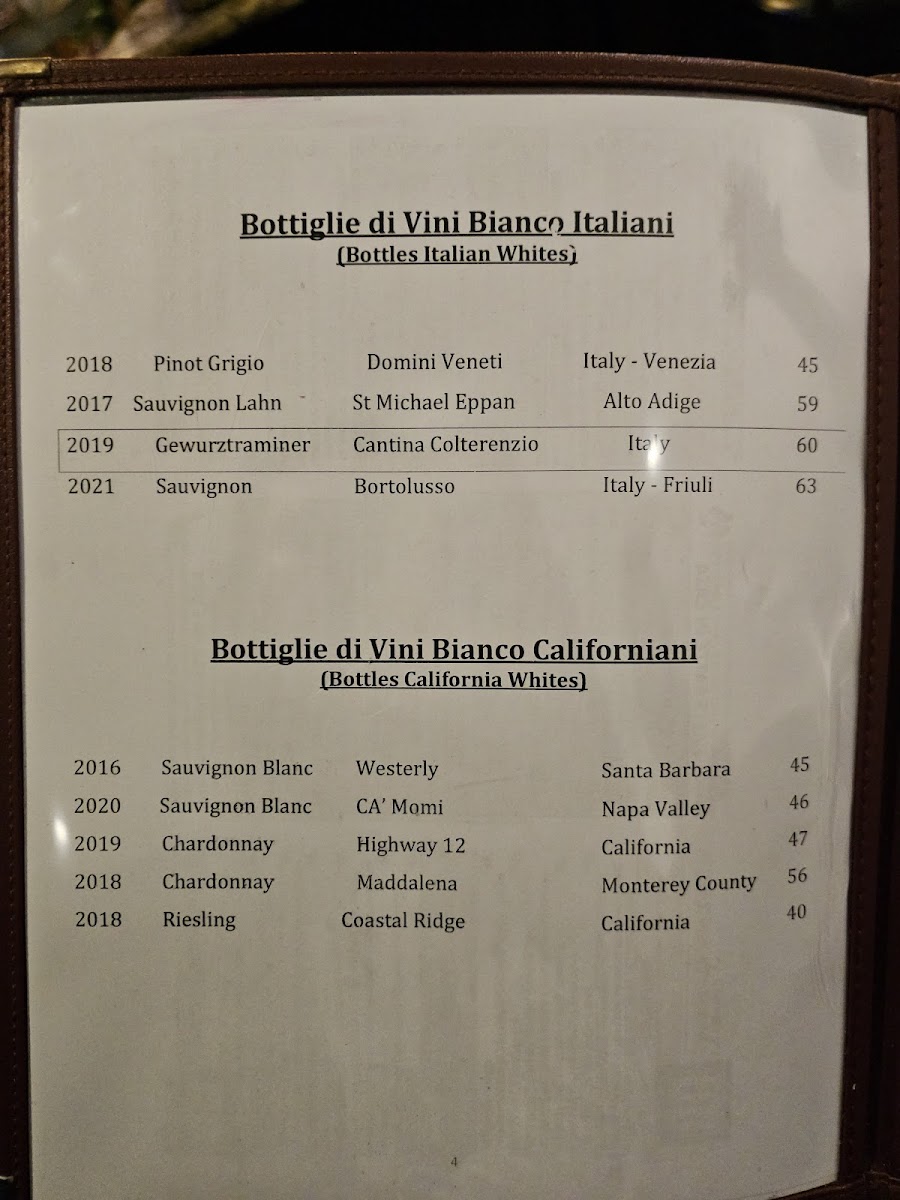 Bottiglie di Vini Bianco Italiani
(Bottles Italian Whites)
2018 Pinot Grigio Domini Veneti Italy - Venezia 45
2017 Sauvignon Lahn - St Michael Eppan Alto Adige 59
2019 Gewurztraminer Cantina Colterenzio Italy 60
2021 Sauvignon Bortolusso Italy - Friuli 63
Bottiglie di Vini Bianco Californiani
(Bottles California Whites)
2016 Sauvignon Blanc Westerly Santa Barbara 45
2020 Sauvignon Blanc CA’ Momi Napa Valley 46
2019 Chardonnay Highway 12 California 47
2018 Chardonnay Maddalena Monterey County 56
2018 Riesling Coastal Ridge California 40
4